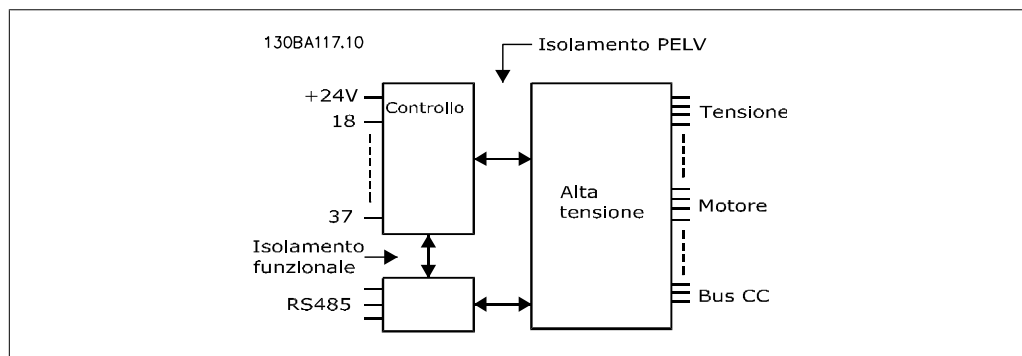 130BA117.10
Isolamento PELV
+24V
Controllo
18
37
Tensione
Alta
tensione
Motore
Isolamento
funzionale
RS485
Bus CC